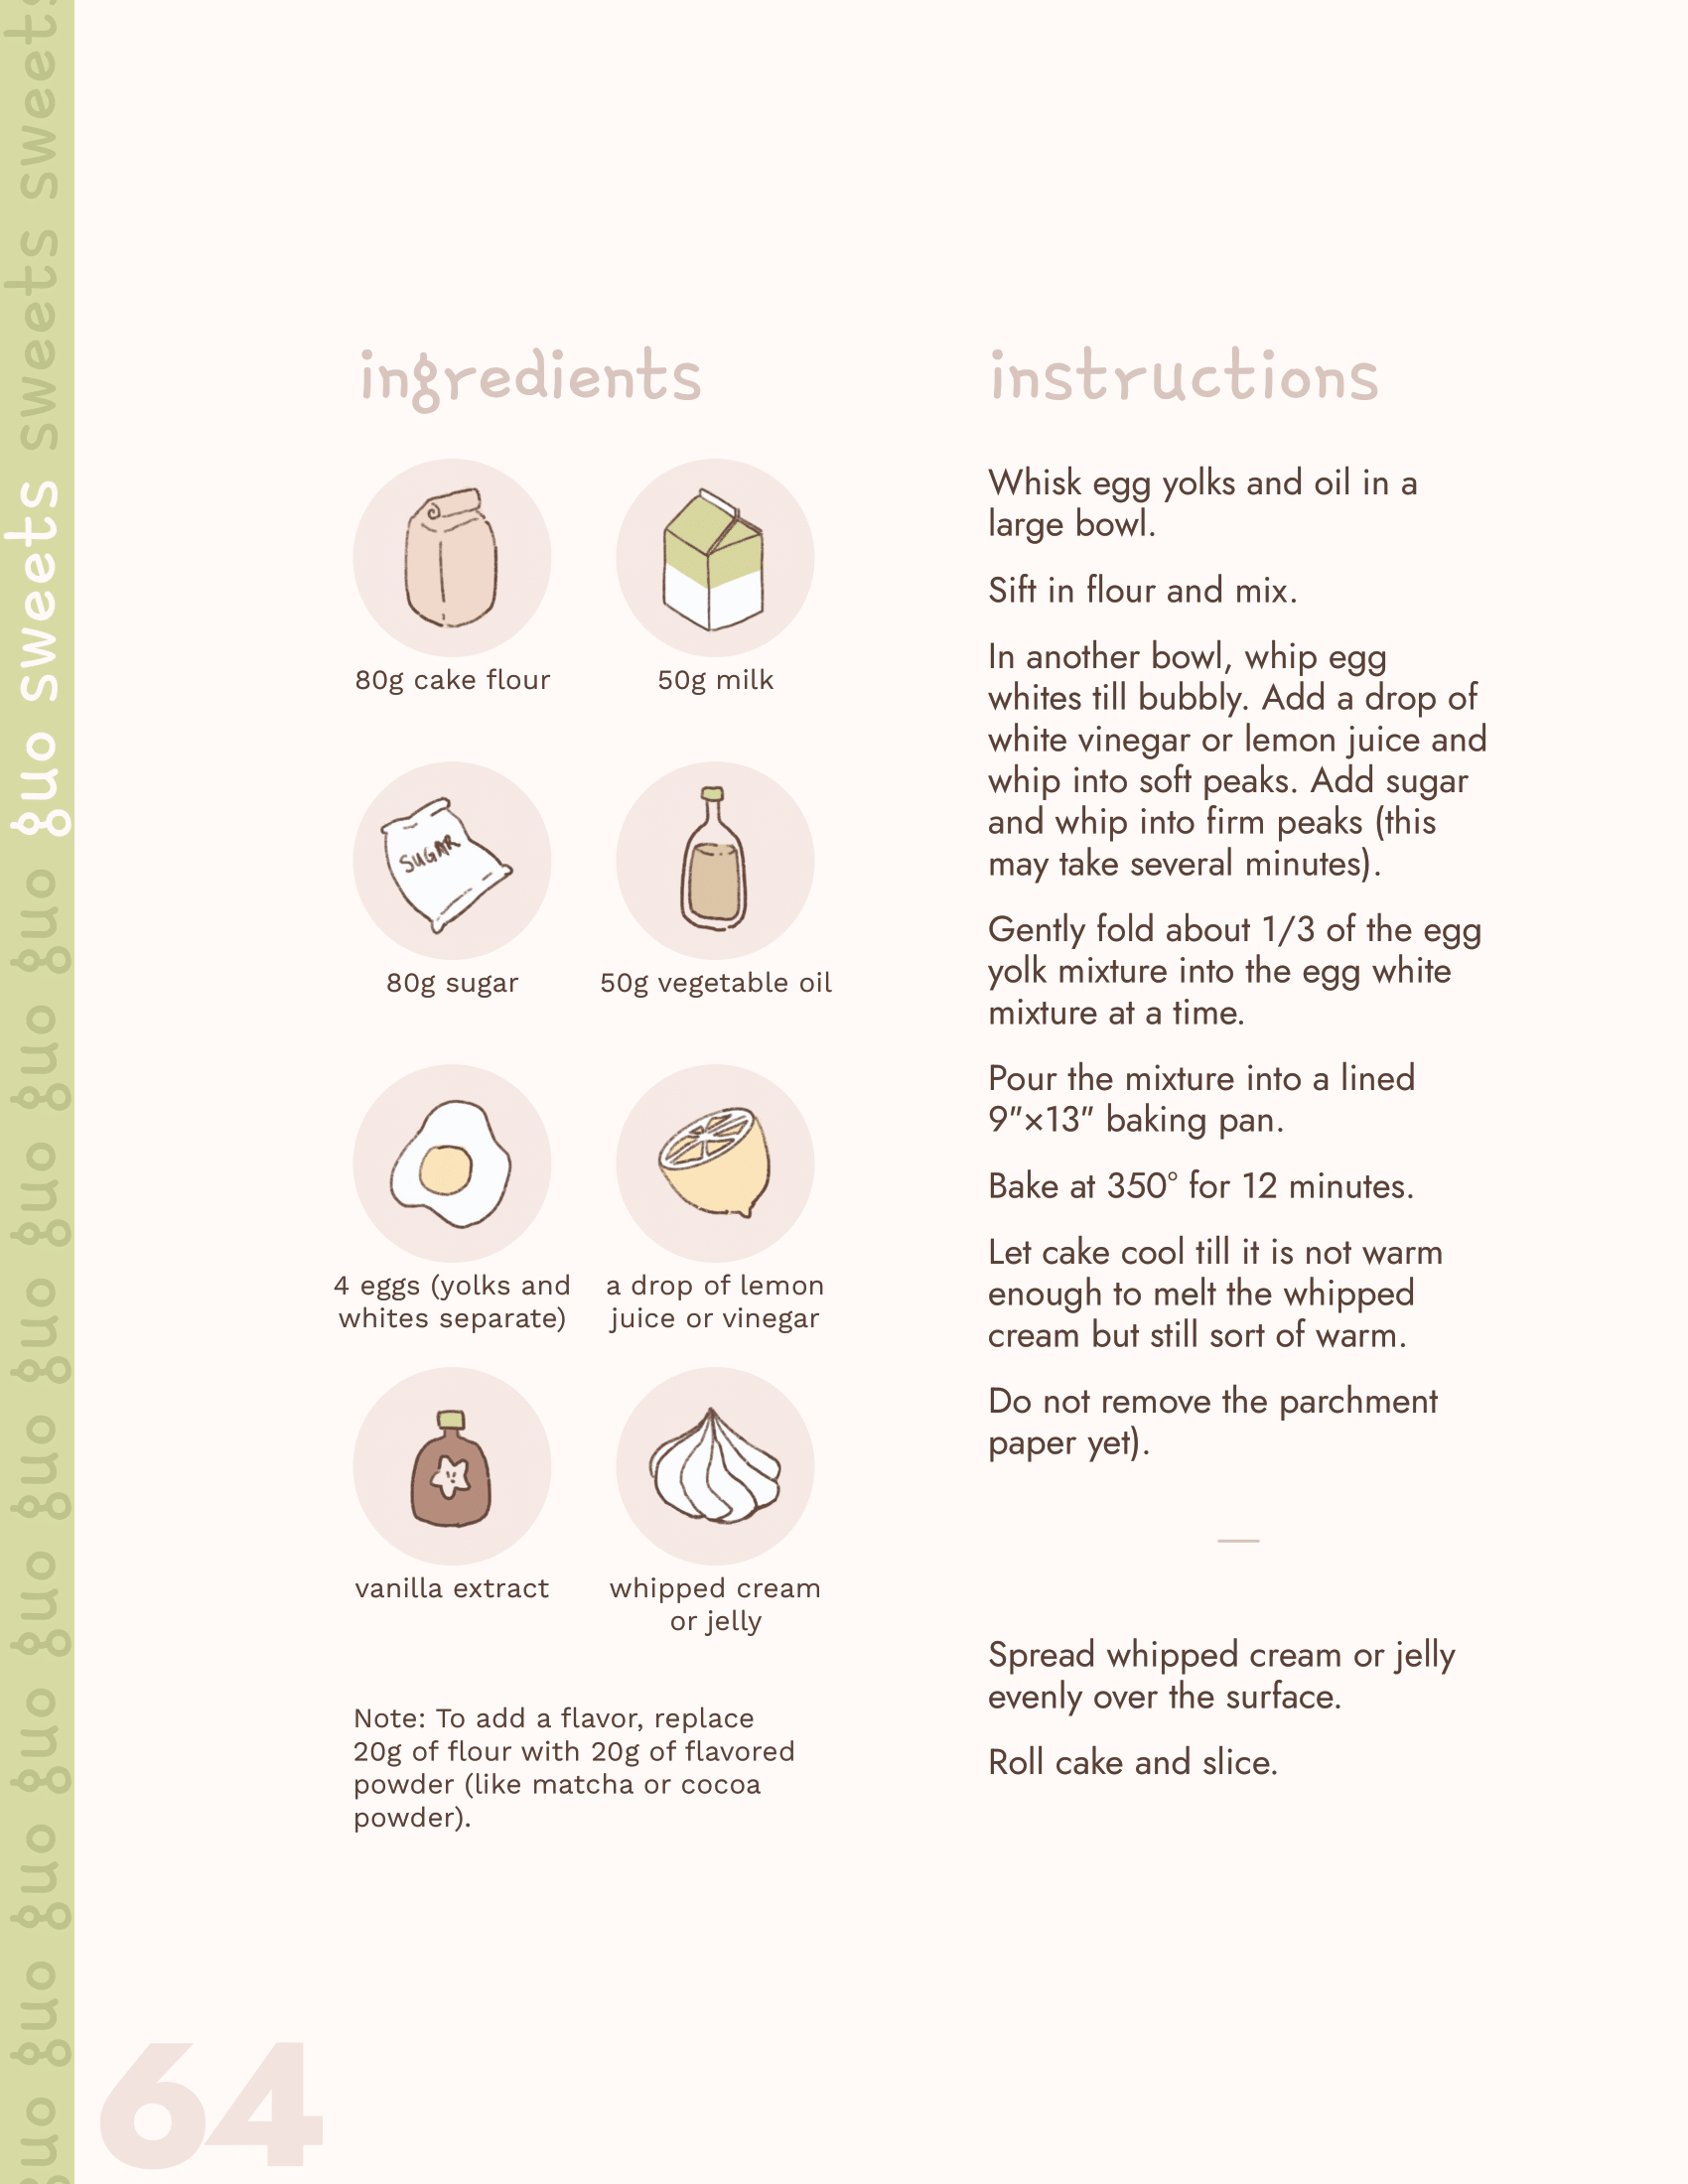 guo guo guo guo guo guo guo guo guo guo guo sweets sweets sweets
ingredients
80g cake flour
50g milk
SUGAR
80g sugar
50g vegetable oil
4 eggs (yolks and
whites separate)
a drop of lemon
juice or vinegar
vanilla extract
whipped cream
or jelly
Note: To add a flavor, replace
20g of flour with 20g of flavored
powder (like matcha or cocoa
powder).
instructions
Whisk egg yolks and oil in a
large bowl.
Sift in flour and mix.
In another bowl, whip egg
whites till bubbly. Add a drop of
white vinegar or lemon juice and
whip into soft peaks. Add sugar
and whip into firm peaks (this
may take several minutes).
Gently fold about 1/3 of the egg
yolk mixture into the egg white
mixture at a time.
Pour the mixture into a lined
9"×13" baking pan.
Bake at 350° for 12 minutes.
Let cake cool till it is not warm
enough to melt the whipped
cream but still sort of warm.
Do not remove the parchment
paper yet).
Spread whipped cream or jelly
evenly over the surface.
Roll cake and slice.
64